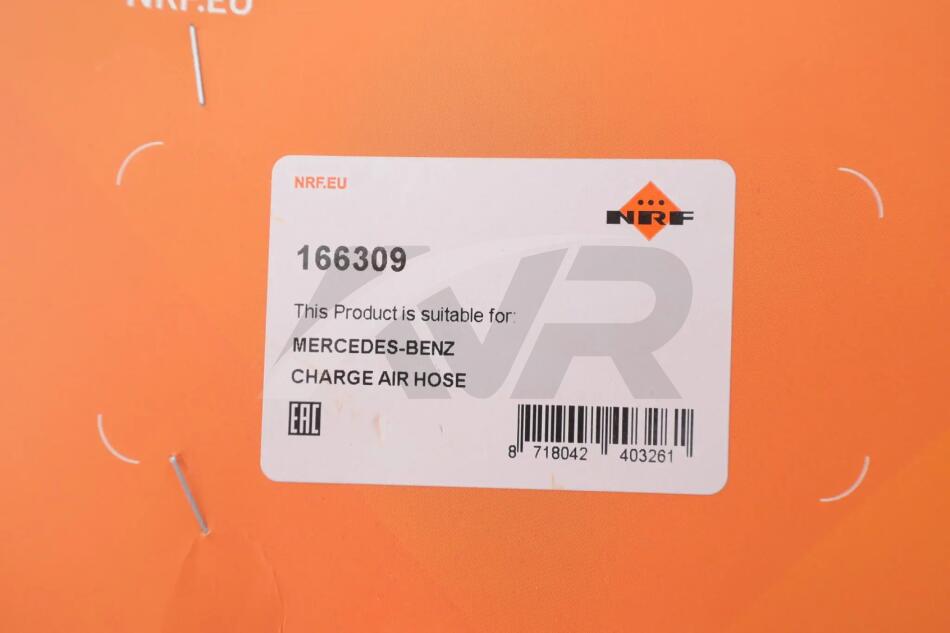 NRF.EU
NRF.EU
NRF
166309
This Product is suitable for:
MERCEDES-BENZ
CHARGE AIR HOSE
EAC
8 718042 403261